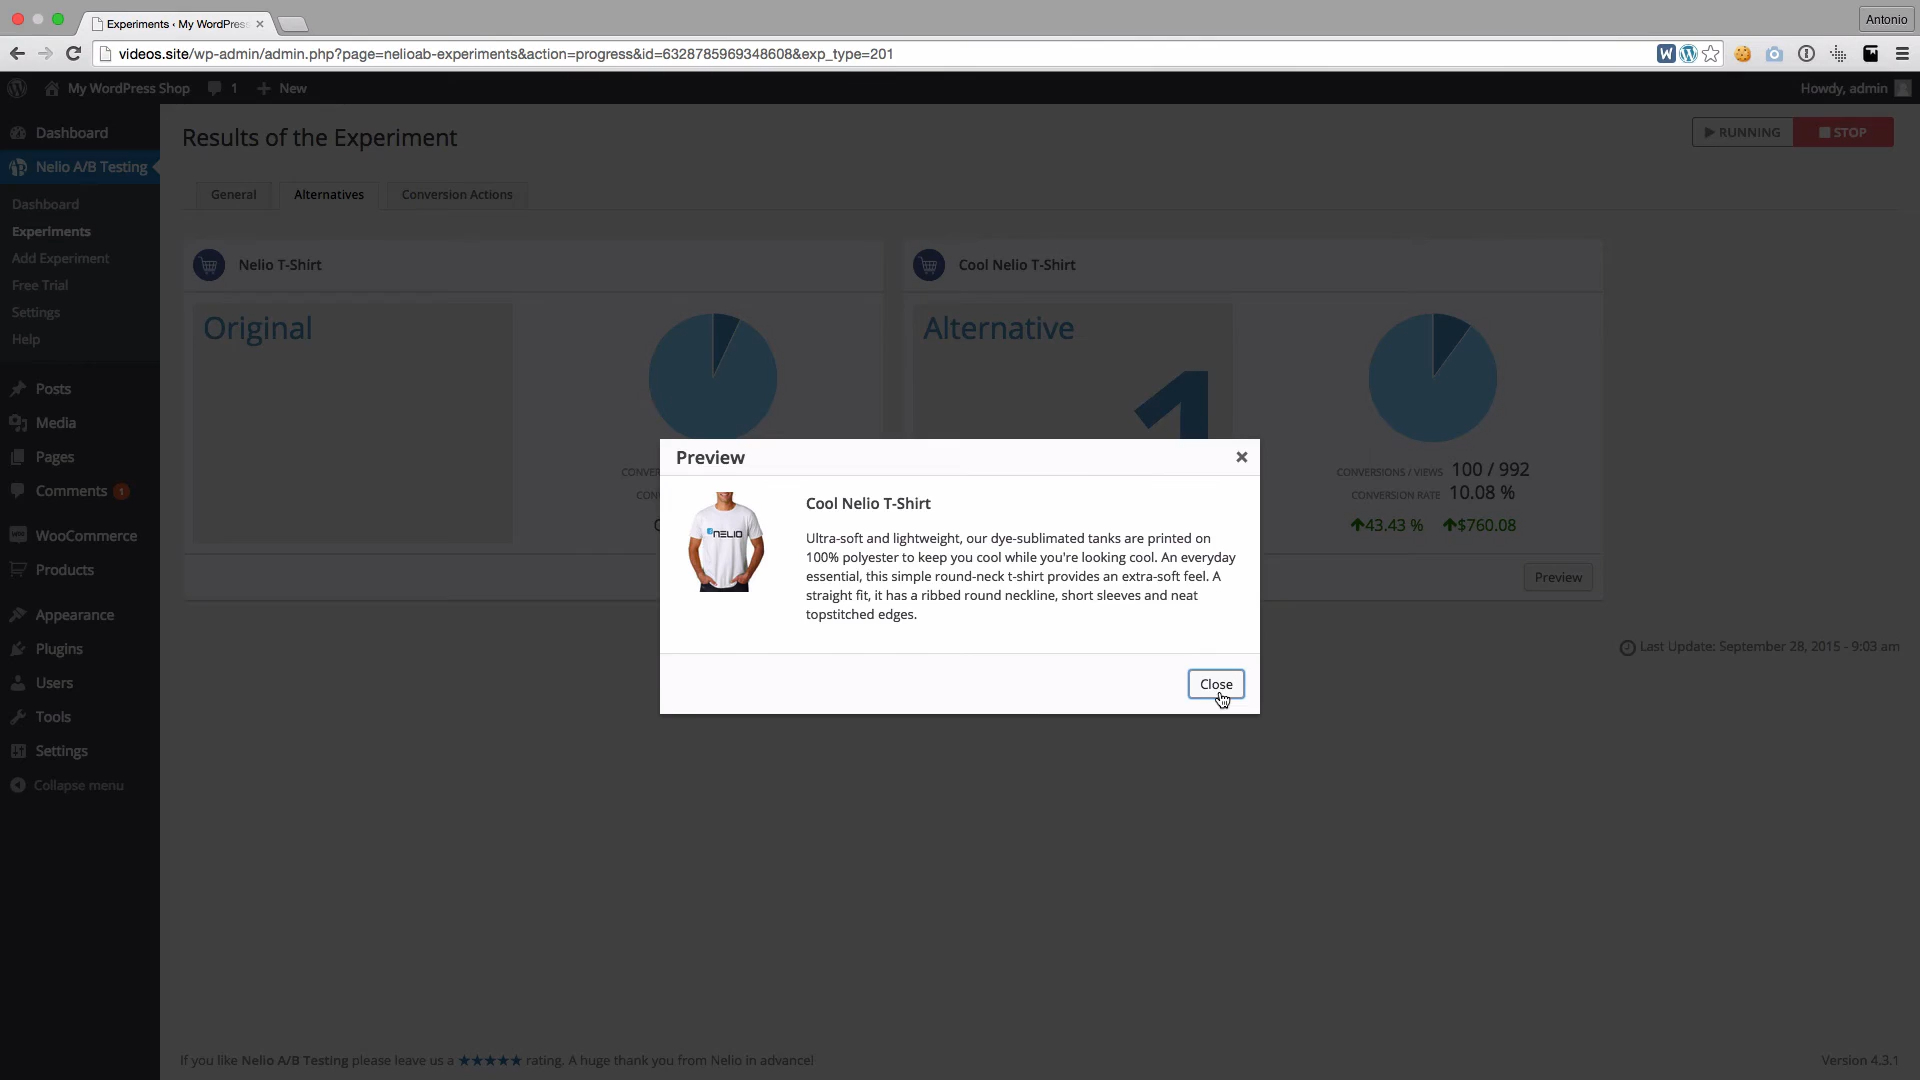 Experiments ‹ My WordPres
Antonio
videos.site/wp-admin/admin.php?page=nelioab-experiments&action=progress&id=6328785969348608&exp_type=201
My WordPress Shop 1 New
Howdy, admin
Dashboard
Nelio A/B Testing
Dashboard
Experiments
Add Experiment
Free Trial
Settings
Help
Posts
Media
Pages
Comments 1
WooCommerce
Products
Appearance
Plugins
Users
Tools
Settings
Collapse menu
Results of the Experiment
RUNNING STOP
General Alternatives Conversion Actions
Nelio T-Shirt
Original
Cool Nelio T-Shirt
Alternative
1
CONVERSIONS / VIEWS 100 / 992
CONVERSION RATE 10.08 %
43.43 % $760.08
Preview
Preview
NELIO
Cool Nelio T-Shirt
Ultra-soft and lightweight, our dye-sublimated tanks are printed on
100% polyester to keep you cool while you're looking cool. An everyday
essential, this simple round-neck t-shirt provides an extra-soft feel. A
straight fit, it has a ribbed round neckline, short sleeves and neat
topstitched edges.
Close
Last Update: September 28, 2015 - 9:03 am
If you like Nelio A/B Testing please leave us a ★★★★★ rating. A huge thank you from Nelio in advance!
Version 4.3.1